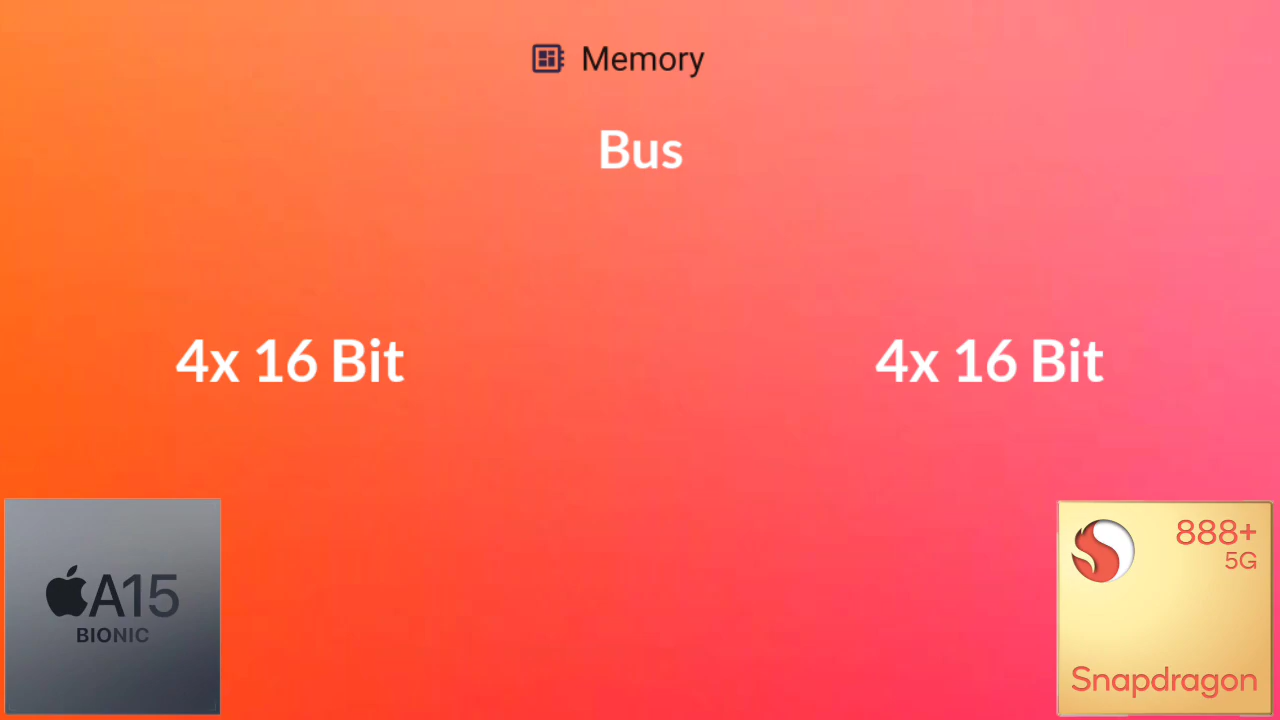 Memory
Bus
4x 16 Bit
4x 16 Bit
A15
BIONIC
888+
5G
Snapdragon